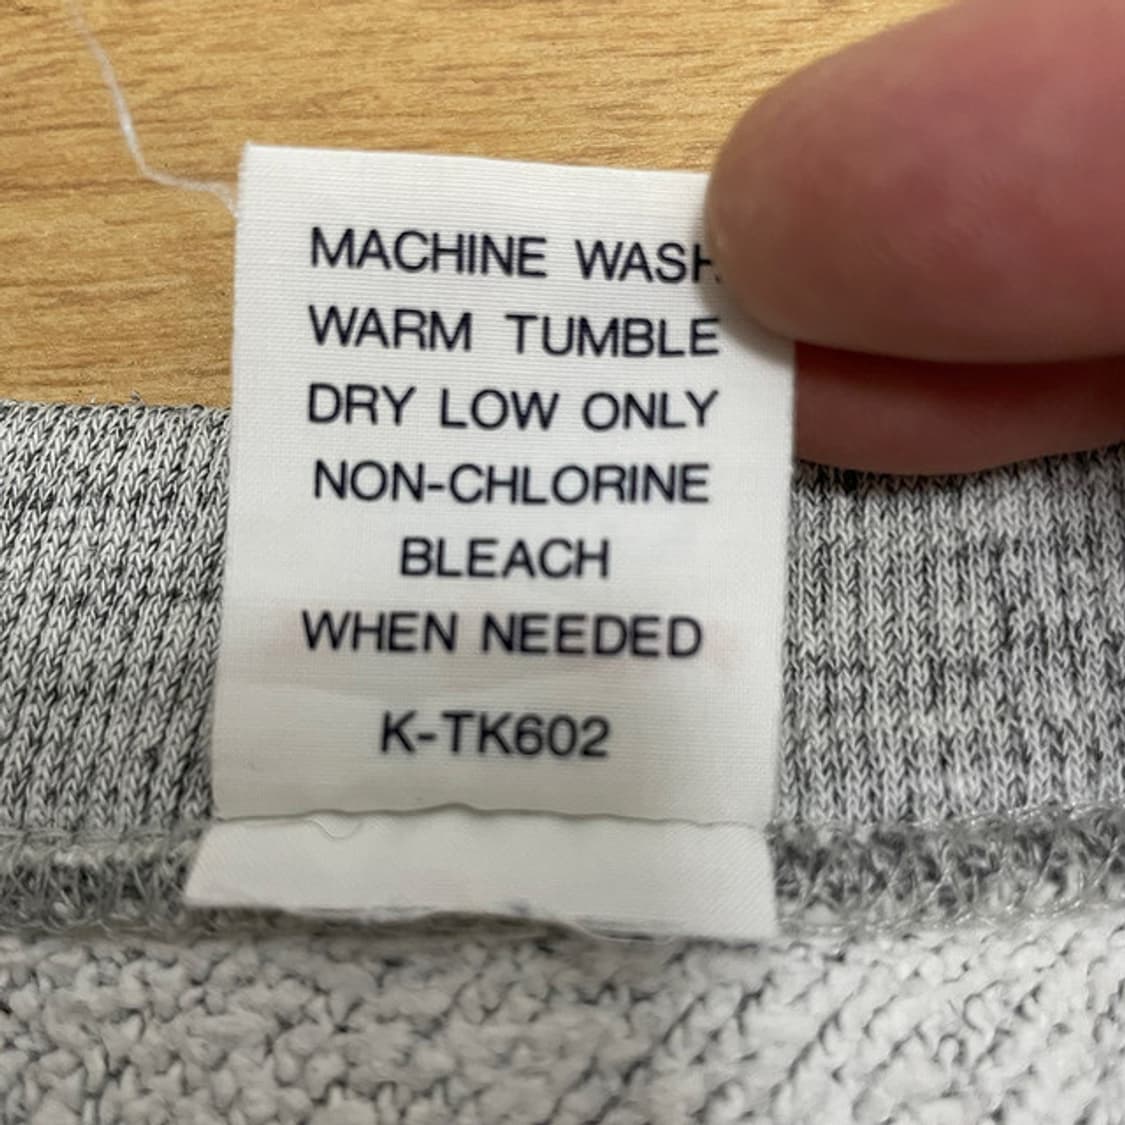 MACHINE WASH
WARM TUMBLE
DRY LOW ONLY
NON-CHLORINE
BLEACH
WHEN NEEDED
K-TK602